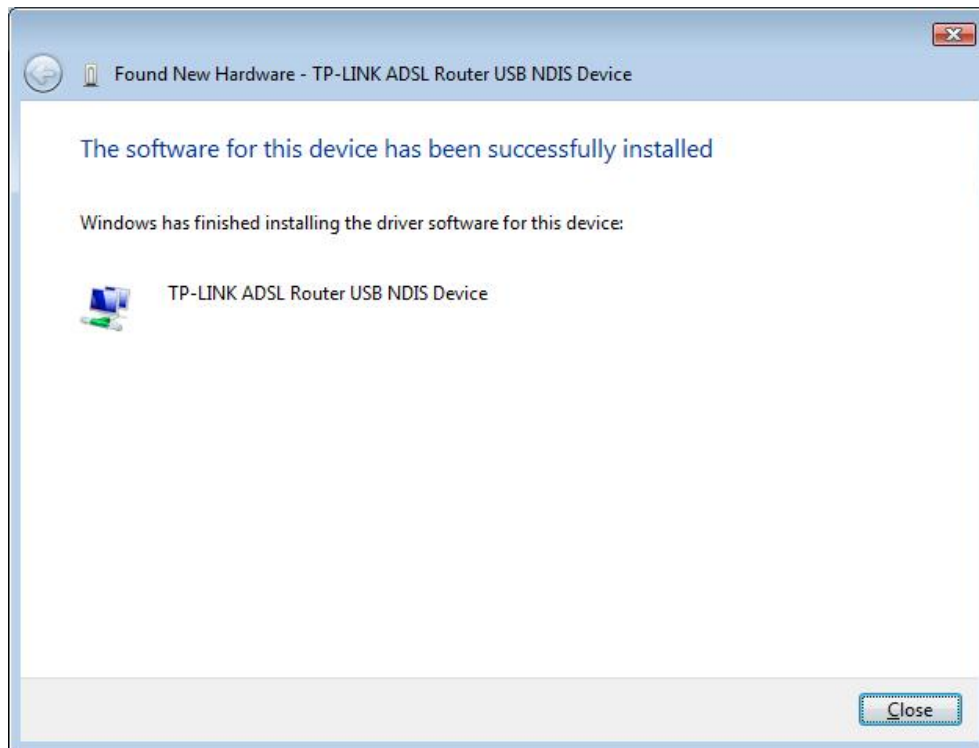 Found New Hardware - TP-LINK ADSL Router USB NDIS Device
The software for this device has been successfully installed
Windows has finished installing the driver software for this device:
TP-LINK ADSL Router USB NDIS Device
Close